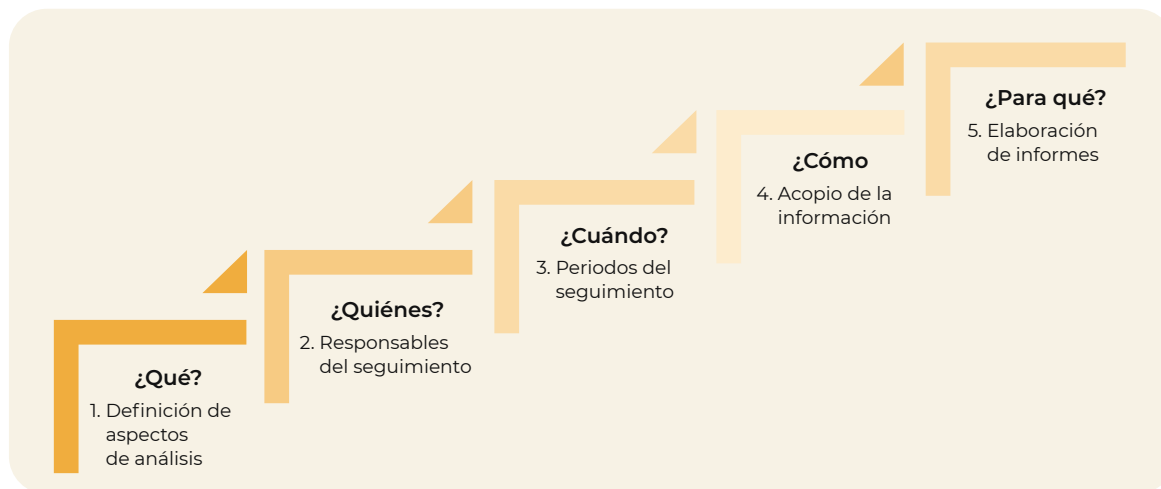 ¿Qué?
1. Definición de
aspectos
de análisis
¿Quiénes?
2. Responsables
del seguimiento
¿Cuándo?
3. Periodos del
seguimiento
¿Cómo
4. Acopio de la
información
¿Para qué?
5. Elaboración
de informes